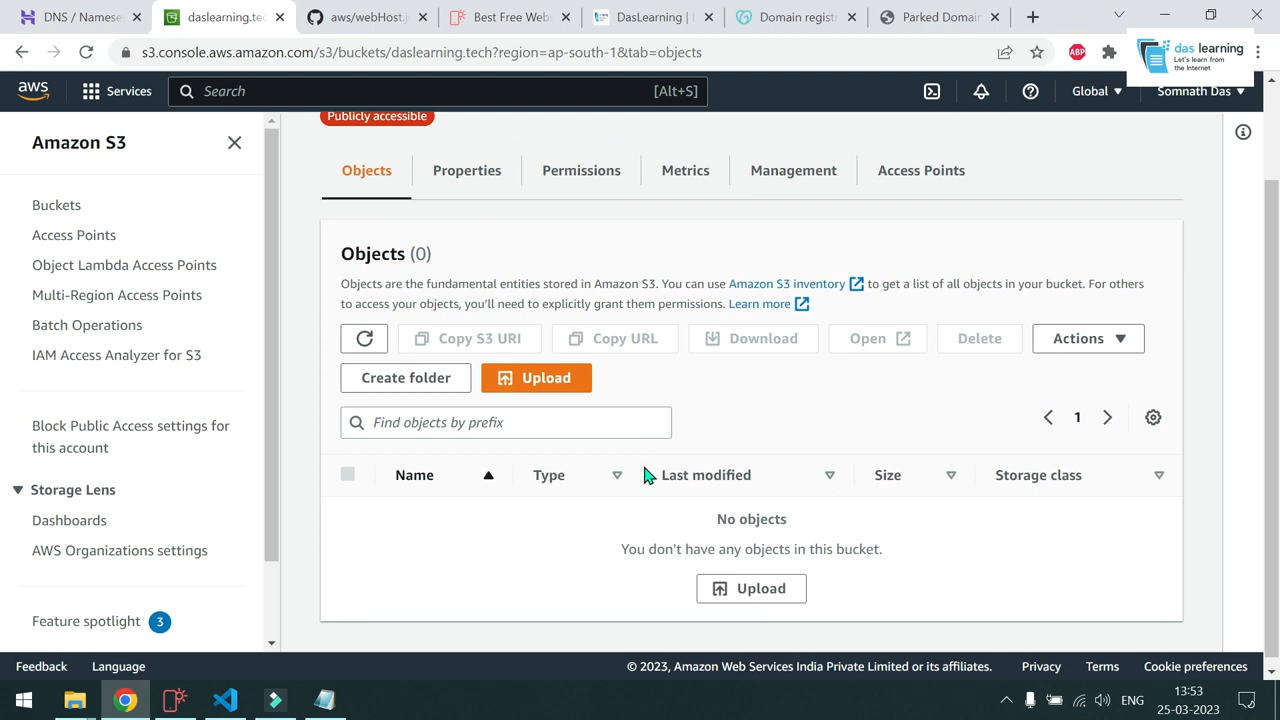 DNS / Namese
daslearning.te
aws/webHost.j
Best Free Webs
DasLearning |
Domain registr
Parked Domain
s3.console.aws.amazon.com/s3/buckets/daslearning.tech?region=ap-south-1&tab=objects
ABP
das learning
Let's learn from
the Internet
aws
Services
Search
[Alt+S]
Global
Somnath Das
Amazon S3
Buckets
Access Points
Object Lambda Access Points
Multi-Region Access Points
Batch Operations
IAM Access Analyzer for S3
Block Public Access settings for
this account
Storage Lens
Dashboards
AWS Organizations settings
Feature spotlight 3
Publicly accessible
Objects
Properties
Permissions
Metrics
Management
Access Points
Objects (0)
Objects are the fundamental entities stored in Amazon S3. You can use Amazon S3 inventory to get a list of all objects in your bucket. For others
to access your objects, you'll need to explicitly grant them permissions. Learn more
Copy S3 URI
Copy URL
Download
Open
Delete
Actions
Create folder
Upload
Find objects by prefix
1
Name
Type
Last modified
Size
Storage class
No objects
You don't have any objects in this bucket.
Upload
Feedback
Language
© 2023, Amazon Web Services India Private Limited or its affiliates.
Privacy
Terms
Cookie preferences
ENG
13:53
25-03-2023